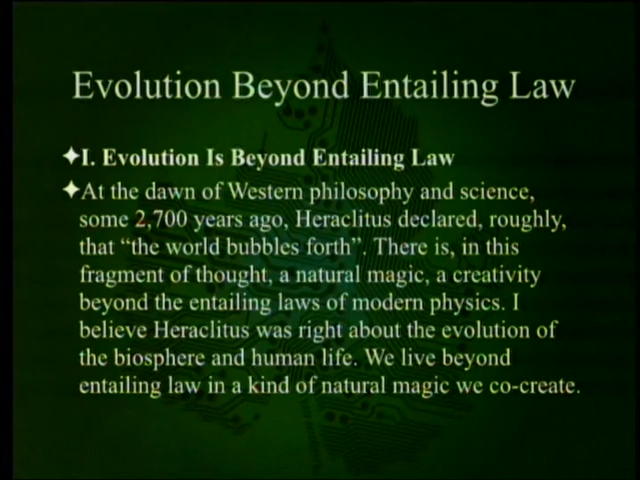 Evolution Beyond Entailing Law
✦I. Evolution Is Beyond Entailing Law
✦At the dawn of Western philosophy and science,
some 2,700 years ago, Heraclitus declared, roughly,
that “the world bubbles forth”. There is, in this
fragment of thought, a natural magic, a creativity
beyond the entailing laws of modern physics. I
believe Heraclitus was right about the evolution of
the biosphere and human life. We live beyond
entailing law in a kind of natural magic we co-create.